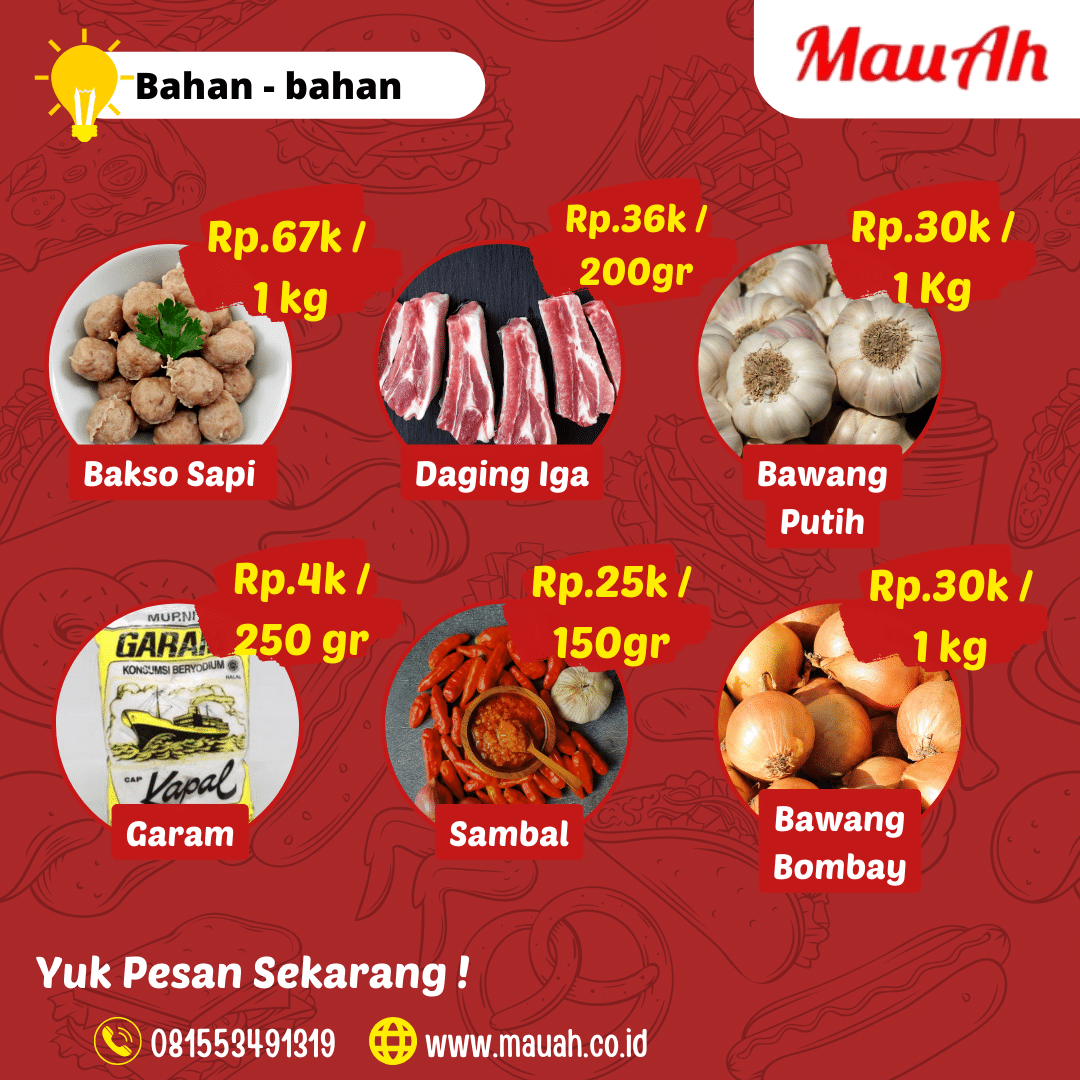 Bahan - bahan
MauAh
Rp.67k /
1 kg
Bakso Sapi
Rp.36k /
200gr
Daging Iga
Rp.30k /
1 Kg
Bawang
Putih
Rp.4k /
250 gr
MURNI
GARAM
KONSUMSI BERYODIUM
HALAL
CAP
Kapal
Garam
Rp.25k /
150gr
Sambal
Rp.30k /
1 kg
Bawang
Bombay
Yuk Pesan Sekarang !
081553491319
www.mauah.co.id